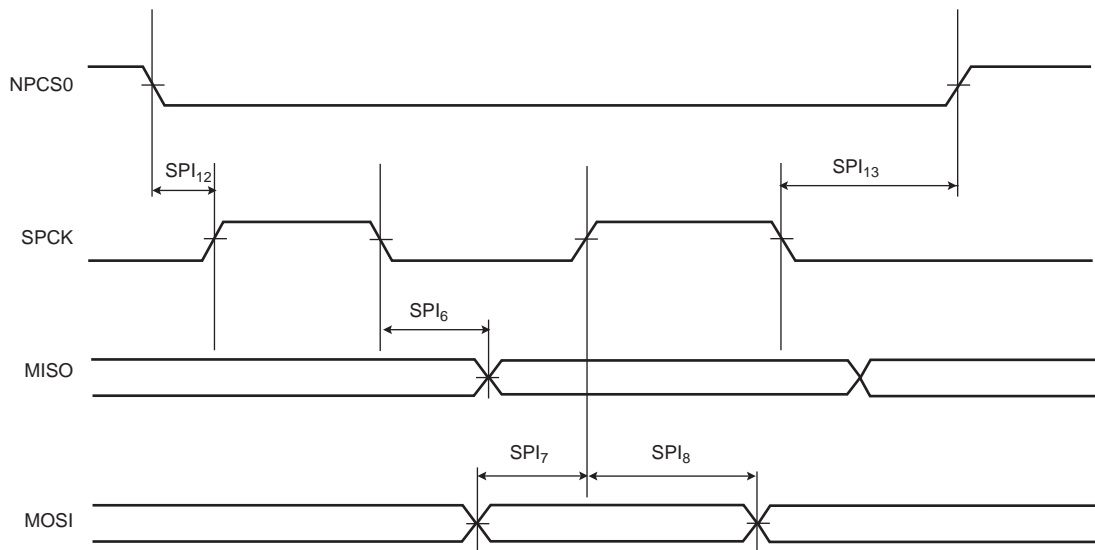 NPCS0
SPI₁₂
SPI₁₃
SPCK
SPI₆
MISO
SPI₇
SPI₈
MOSI